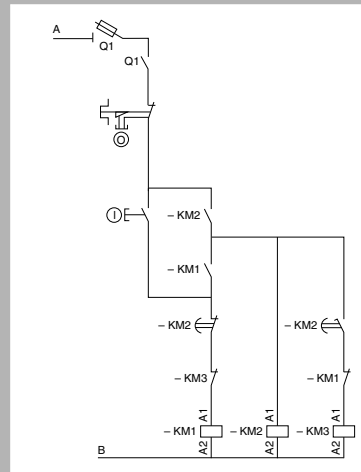 A
Q1
Q1
O
I
– KM2
– KM1
– KM2
– KM2
– KM3
– KM1
A1
A1
A1
– KM1
– KM2
– KM3
A2
A2
A2
B